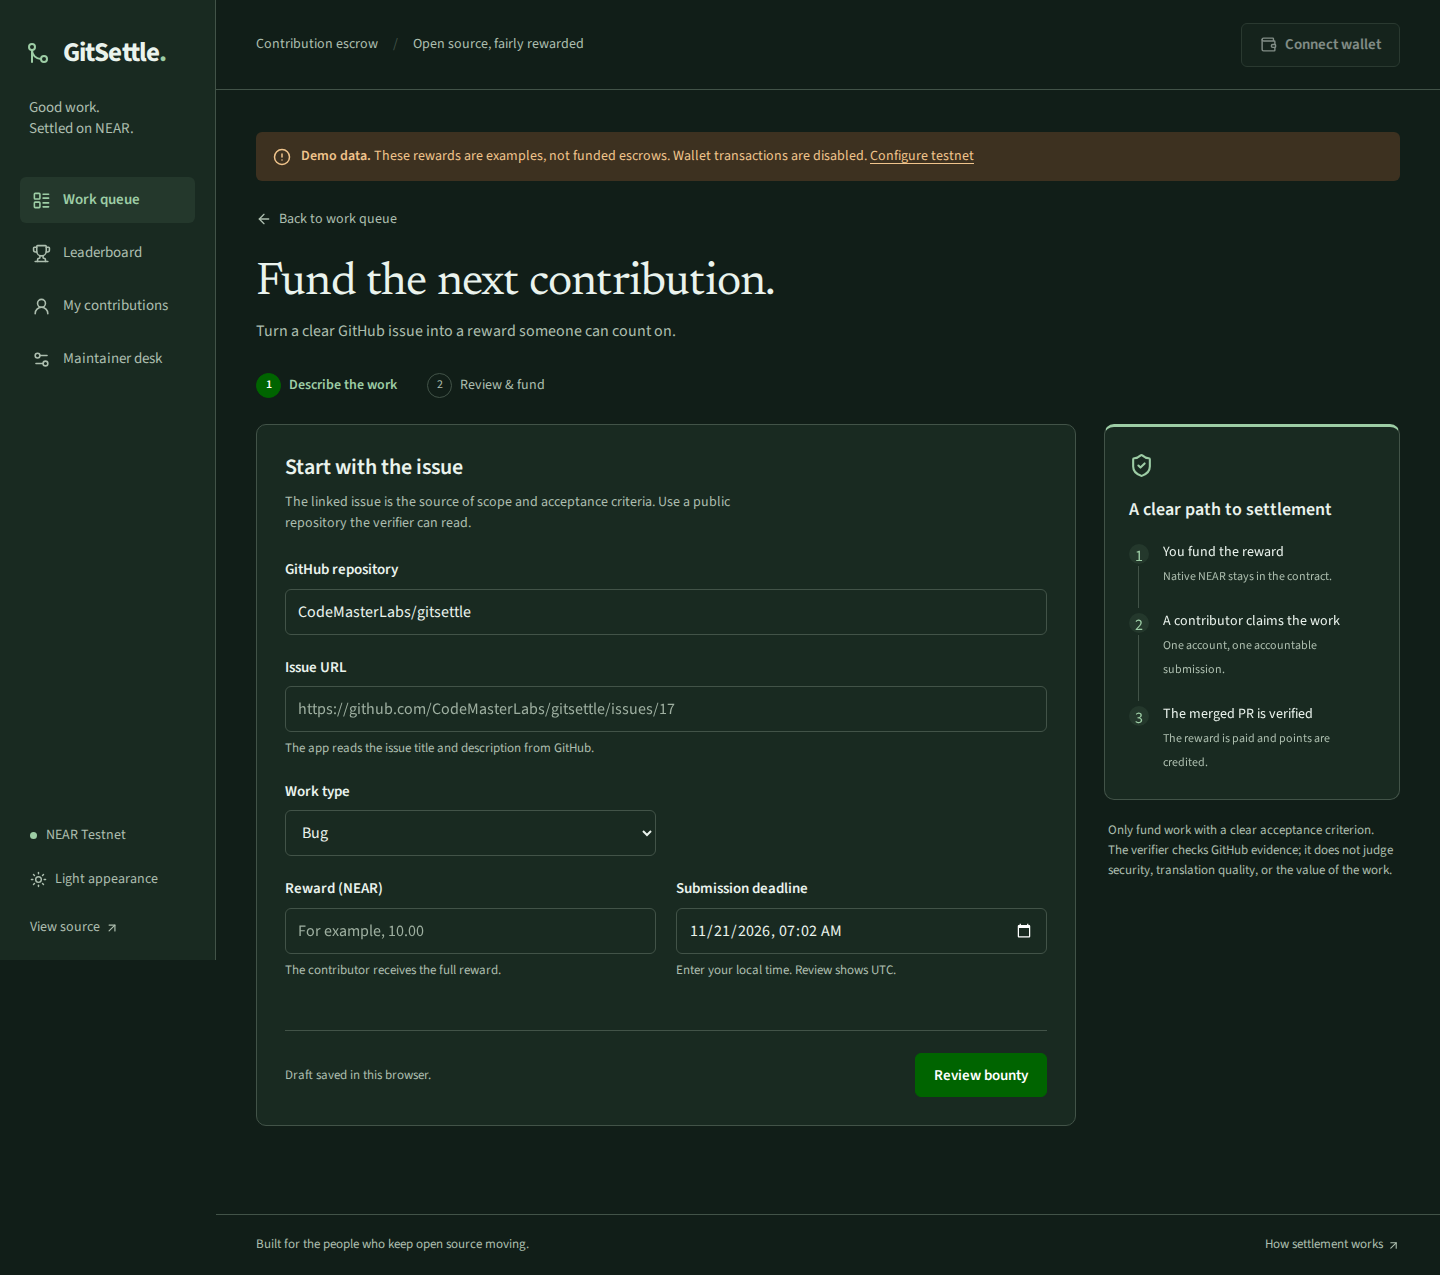 GitSettle.
Good work.
Settled on NEAR.
Work queue
Leaderboard
My contributions
Maintainer desk
NEAR Testnet
Light appearance
View source
Contribution escrow / Open source, fairly rewarded
Connect wallet
Demo data. These rewards are examples, not funded escrows. Wallet transactions are disabled. Configure testnet
Back to work queue
Fund the next contribution.
Turn a clear GitHub issue into a reward someone can count on.
1 Describe the work
2 Review & fund
Start with the issue
The linked issue is the source of scope and acceptance criteria. Use a public
repository the verifier can read.
GitHub repository
CodeMasterLabs/gitsettle
Issue URL
https://github.com/CodeMasterLabs/gitsettle/issues/17
The app reads the issue title and description from GitHub.
Work type
Bug
Reward (NEAR)
For example, 10.00
The contributor receives the full reward.
Submission deadline
11/21/2026, 07:02 AM
Enter your local time. Review shows UTC.
Draft saved in this browser.
Review bounty
A clear path to settlement
1 You fund the reward
Native NEAR stays in the contract.
2 A contributor claims the work
One account, one accountable
submission.
3 The merged PR is verified
The reward is paid and points are
credited.
Only fund work with a clear acceptance criterion.
The verifier checks GitHub evidence; it does not judge
security, translation quality, or the value of the work.
Built for the people who keep open source moving.
How settlement works